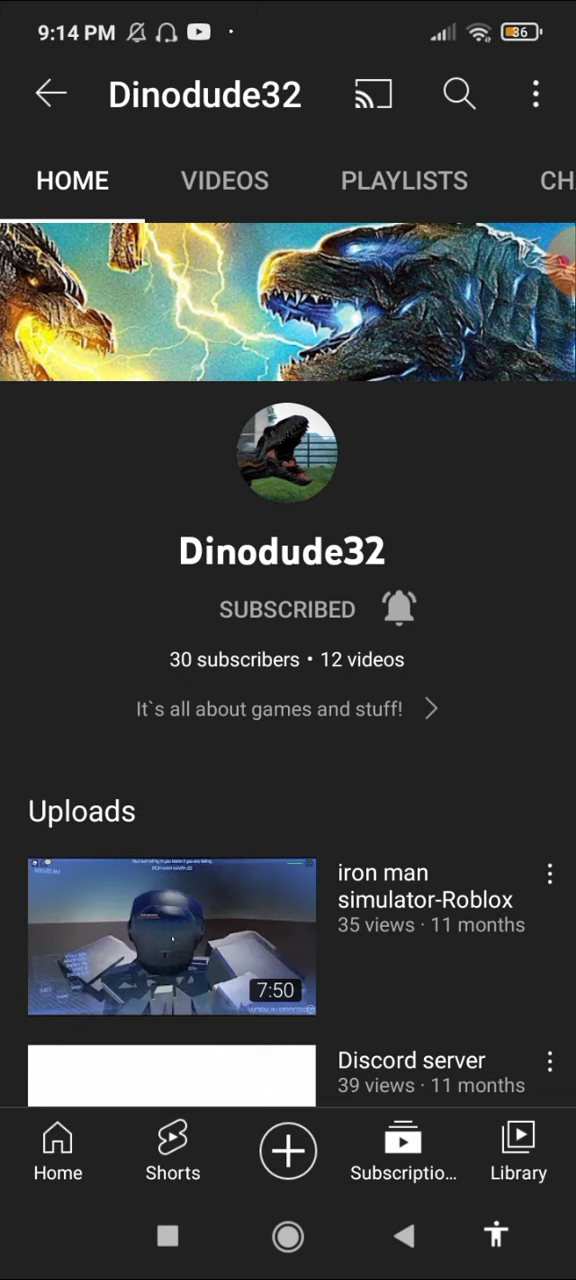 9:14 PM
36
Dinodude32
HOME VIDEOS PLAYLISTS CH
Dinodude32
SUBSCRIBED
30 subscribers • 12 videos
It`s all about games and stuff!
Uploads
iron man
simulator-Roblox
35 views · 11 months
7:50
Discord server
39 views · 11 months
Home Shorts Subscriptio... Library